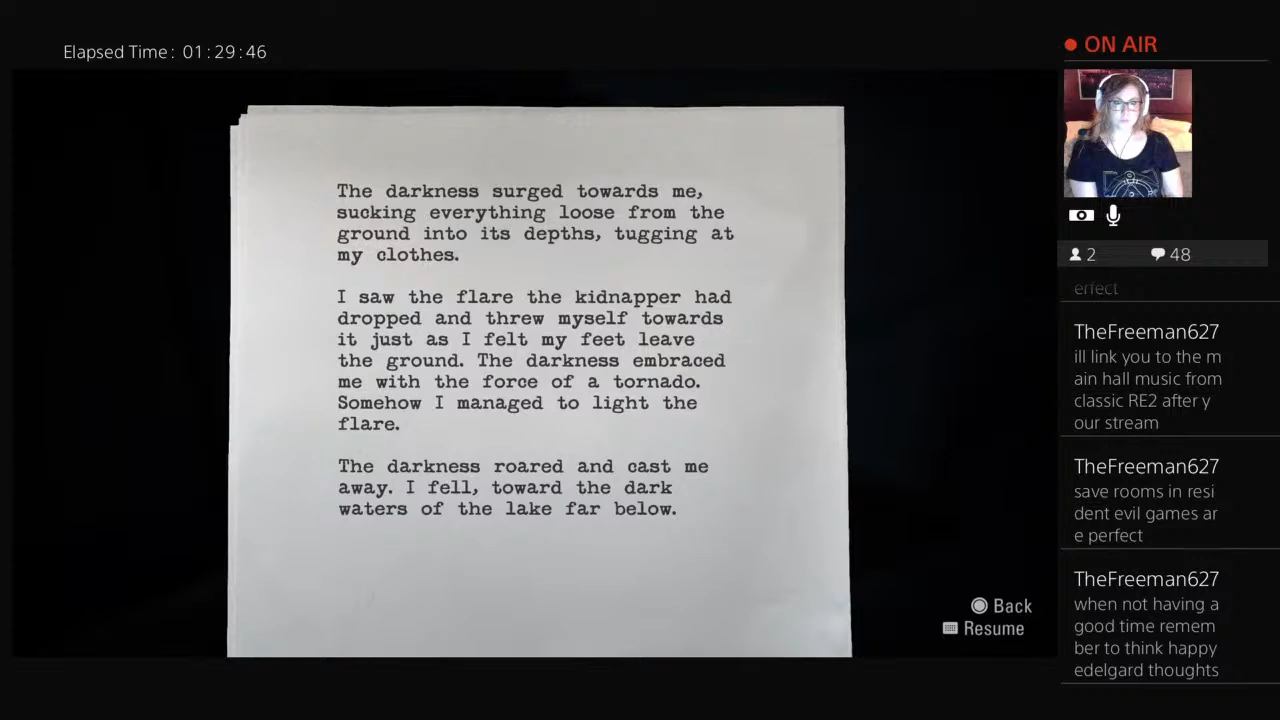 Elapsed Time: 01:29:46
ON AIR
The darkness surged towards me,
sucking everything loose from the
ground into its depths, tugging at
my clothes.
I saw the flare the kidnapper had
dropped and threw myself towards
it just as I felt my feet leave
the ground. The darkness embraced
me with the force of a tornado.
Somehow I managed to light the
flare.
The darkness roared and cast me
away. I fell, toward the dark
waters of the lake far below.
Back
Resume
2
48
erfect
TheFreeman627
ill link you to the m
ain hall music from
classic RE2 after y
our stream
TheFreeman627
save rooms in resi
dent evil games ar
e perfect
TheFreeman627
when not having a
good time remem
ber to think happy
edelgard thoughts